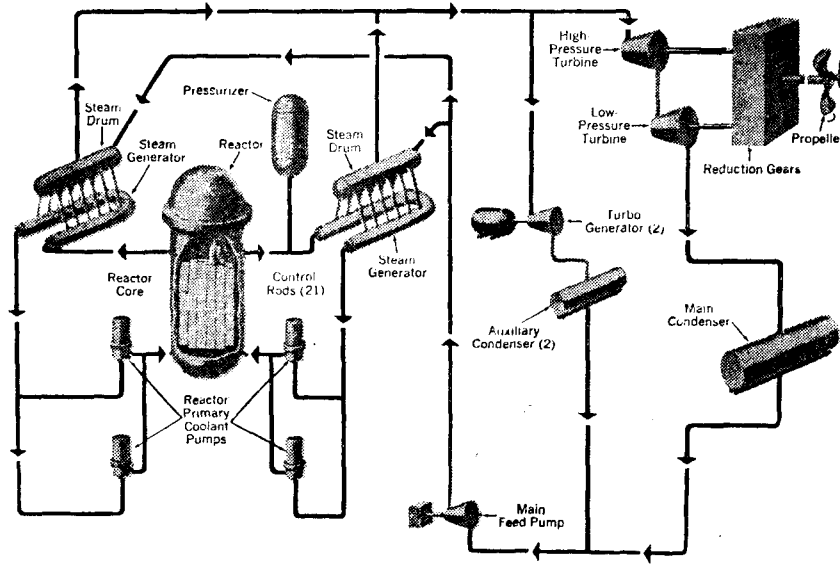 High-
Pressure
Turbine
Low-
Pressure
Turbine
Propelle
Reduction Gears
Steam
Drum
Steam
Generator
Pressurizer
Reactor
Steam
Drum
Steam
Generator
Reactor
Core
Control
Rods (21)
Turbo
Generator (2)
Auxiliary
Condenser (2)
Main
Condenser
Reactor
Primary
Coolant
Pumps
Main
Feed Pump